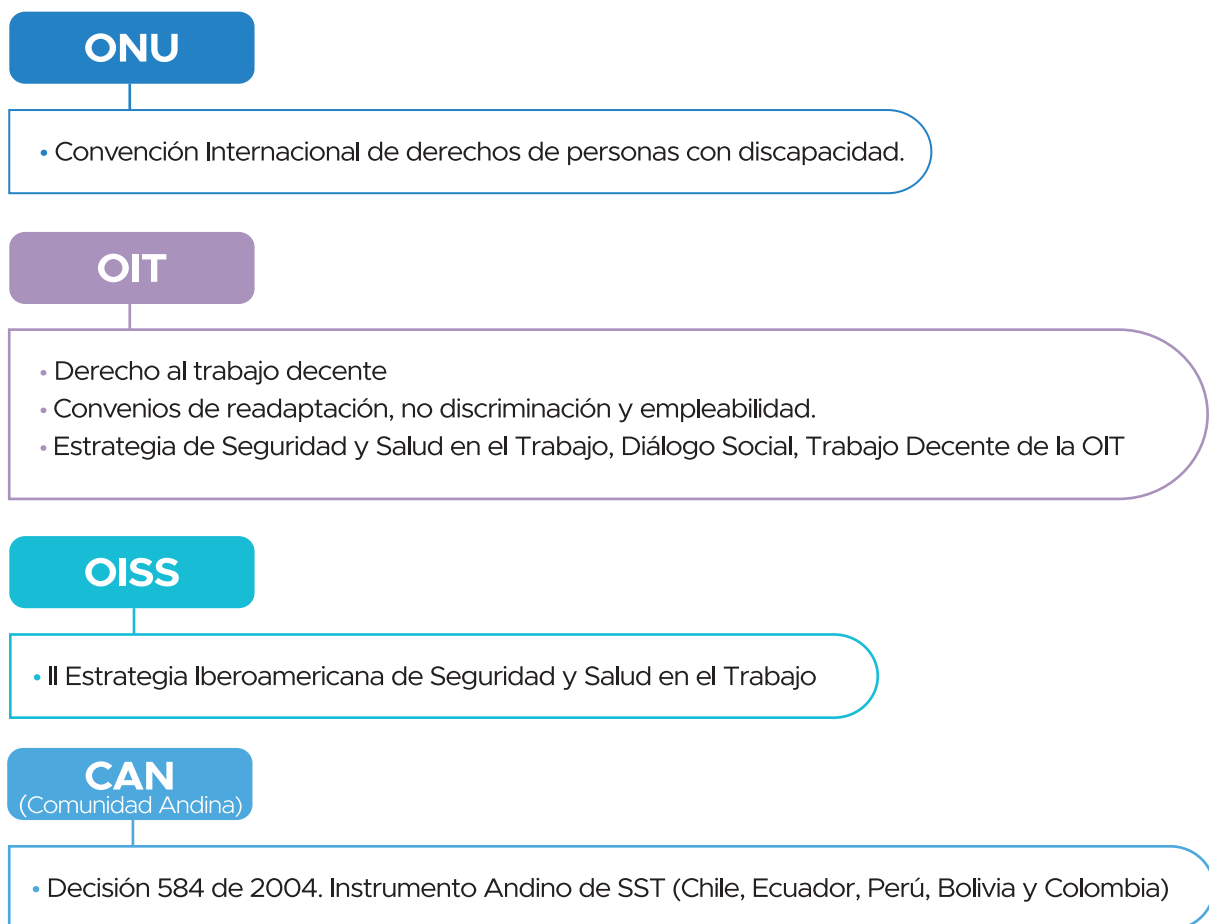 ONU
• Convención Internacional de derechos de personas con discapacidad.
OIT
• Derecho al trabajo decente
• Convenios de readaptación, no discriminación y empleabilidad.
• Estrategia de Seguridad y Salud en el Trabajo, Diálogo Social, Trabajo Decente de la OIT
OISS
• II Estrategia Iberoamericana de Seguridad y Salud en el Trabajo
CAN
(Comunidad Andina)
• Decisión 584 de 2004. Instrumento Andino de SST (Chile, Ecuador, Perú, Bolivia y Colombia)